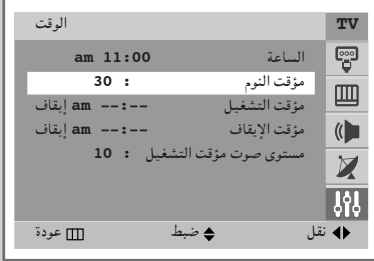 TV الوقت
الساعة 11:00 am
مؤقت النوم : 30
مؤقت التشغيل --:-- am إيقاف
مؤقت الإيقاف --:-- am إيقاف
مستوى صوت مؤقت التشغيل : 10
نقل ضبط عودة